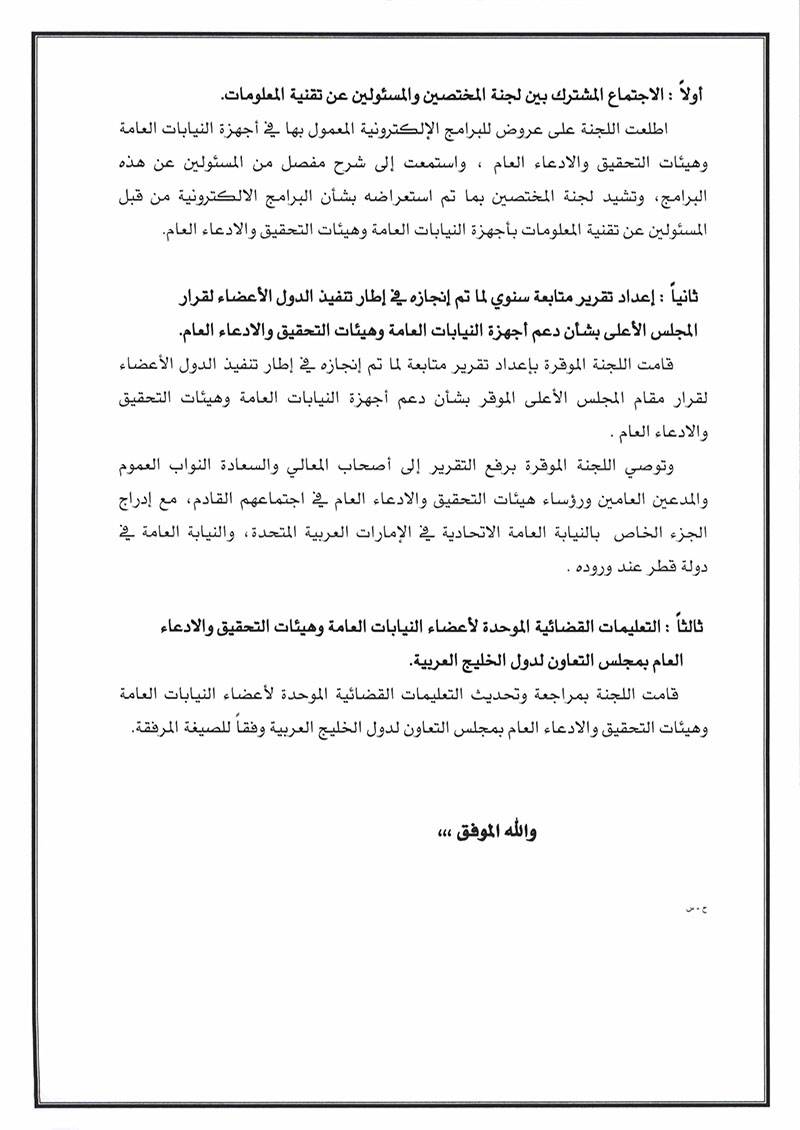 أولاً : الاجتماع المشترك بين لجنة المختصين والمسئولين عن تقنية المعلومات.
اطلعت اللجنة على عروض للبرامج الإلكترونية المعمول بها في أجهزة النيابات العامة
وهيئات التحقيق والادعاء العام ، واستمعت إلى شرح مفصل من المسئولين عن هذه
البرامج، وتشيد لجنة المختصين بما تم استعراضه بشأن البرامج الالكترونية من قبل
المسئولين عن تقنية المعلومات بأجهزة النيابات العامة وهيئات التحقيق والادعاء العام.
ثانياً : إعداد تقرير متابعة سنوي لما تم إنجازه في إطار تنفيذ الدول الأعضاء لقرار
المجلس الأعلى بشأن دعم أجهزة النيابات العامة وهيئات التحقيق والادعاء العام.
قامت اللجنة الموقرة بإعداد تقرير متابعة لما تم إنجازه في إطار تنفيذ الدول الأعضاء
لقرار مقام المجلس الأعلى الموقر بشأن دعم أجهزة النيابات العامة وهيئات التحقيق
والادعاء العام .
وتوصي اللجنة الموقرة برفع التقرير إلى أصحاب المعالي والسعادة النواب العموم
والمدعين العامين ورؤساء هيئات التحقيق والادعاء العام في اجتماعهم القادم، مع إدراج
الجزء الخاص بالنيابة العامة الاتحادية في الإمارات العربية المتحدة، والنيابة العامة في
دولة قطر عند وروده .
ثالثاً : التعليمات القضائية الموحدة لأعضاء النيابات العامة وهيئات التحقيق والادعاء
العام بمجلس التعاون لدول الخليج العربية.
قامت اللجنة بمراجعة وتحديث التعليمات القضائية الموحدة لأعضاء النيابات العامة
وهيئات التحقيق والادعاء العام بمجلس التعاون لدول الخليج العربية وفقاً للصيغة المرفقة.
والله الموفق ،،،
ح . س